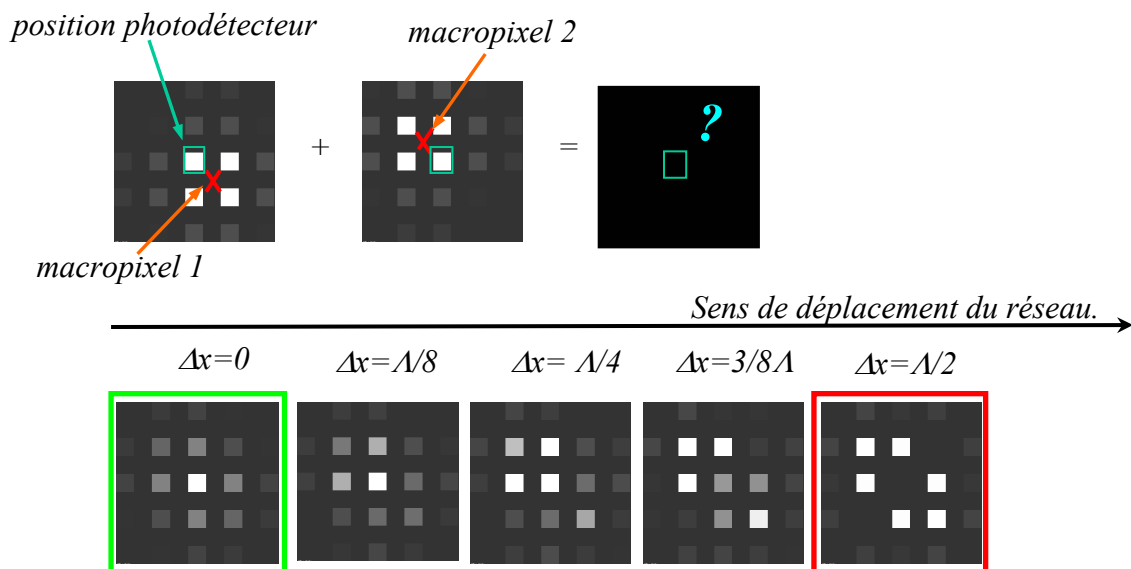 position photodétecteur
macropixel 2
+
=
?
X
X
macropixel 1
Sens de déplacement du réseau.
Δx=0
Δx=Λ/8
Δx= Λ/4
Δx=3/8Λ
Δx=Λ/2